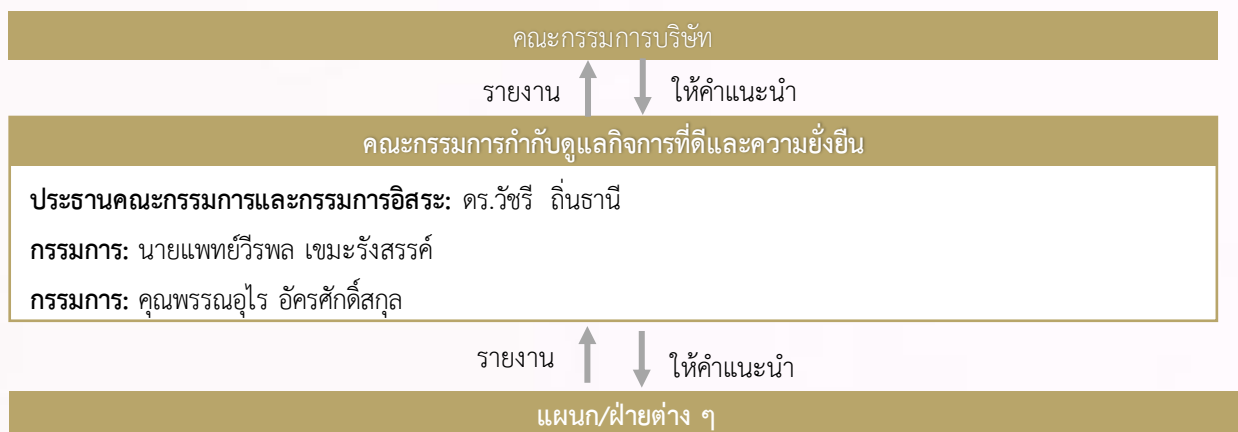 คณะกรรมการบริษัท
รายงาน ให้คำแนะนำ
คณะกรรมการกำกับดูแลกิจการที่ดีและความยั่งยืน
ประธานคณะกรรมการและกรรมการอิสระ: ดร.วัชรี ถิ่นธานี
กรรมการ: นายแพทย์วีรพล เขมะรังสรรค์
กรรมการ: คุณพรรณอุไร อัครศักดิ์สกุล
รายงาน ให้คำแนะนำ
แผนก/ฝ่ายต่าง ๆ